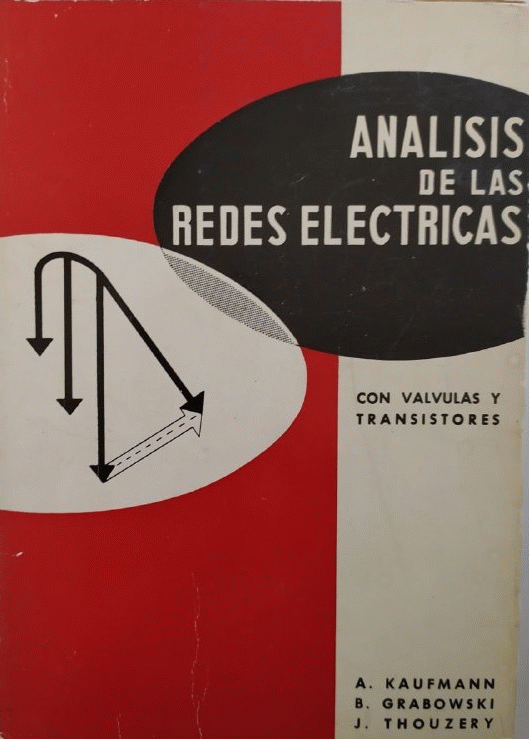 ANALISIS
DE LAS
REDES ELECTRICAS
CON VALVULAS Y
TRANSISTORES
A. KAUFMANN
B. GRABOWSKI
J. THOUZERY